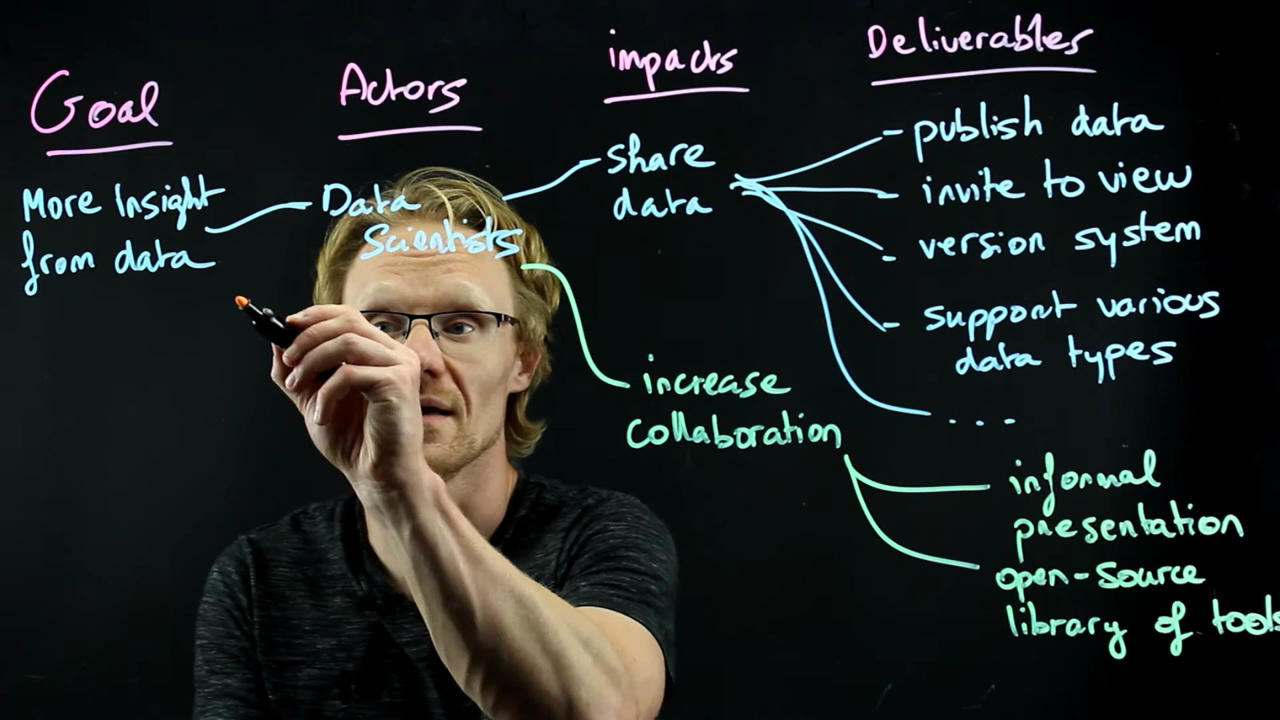 Goal
Actors
impacts
Deliverables
More Insight
from data
Data
Scientists
share
data
- publish data
- invite to view
- version system
- support various
data types
....
increase
collaboration
informal
presentation
open-source
library of tools